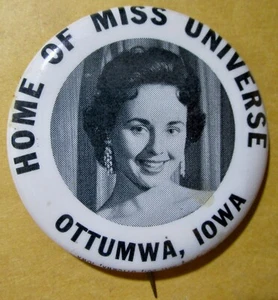 HOME OF MISS UNIVERSE
OTTUMWA, IOWA